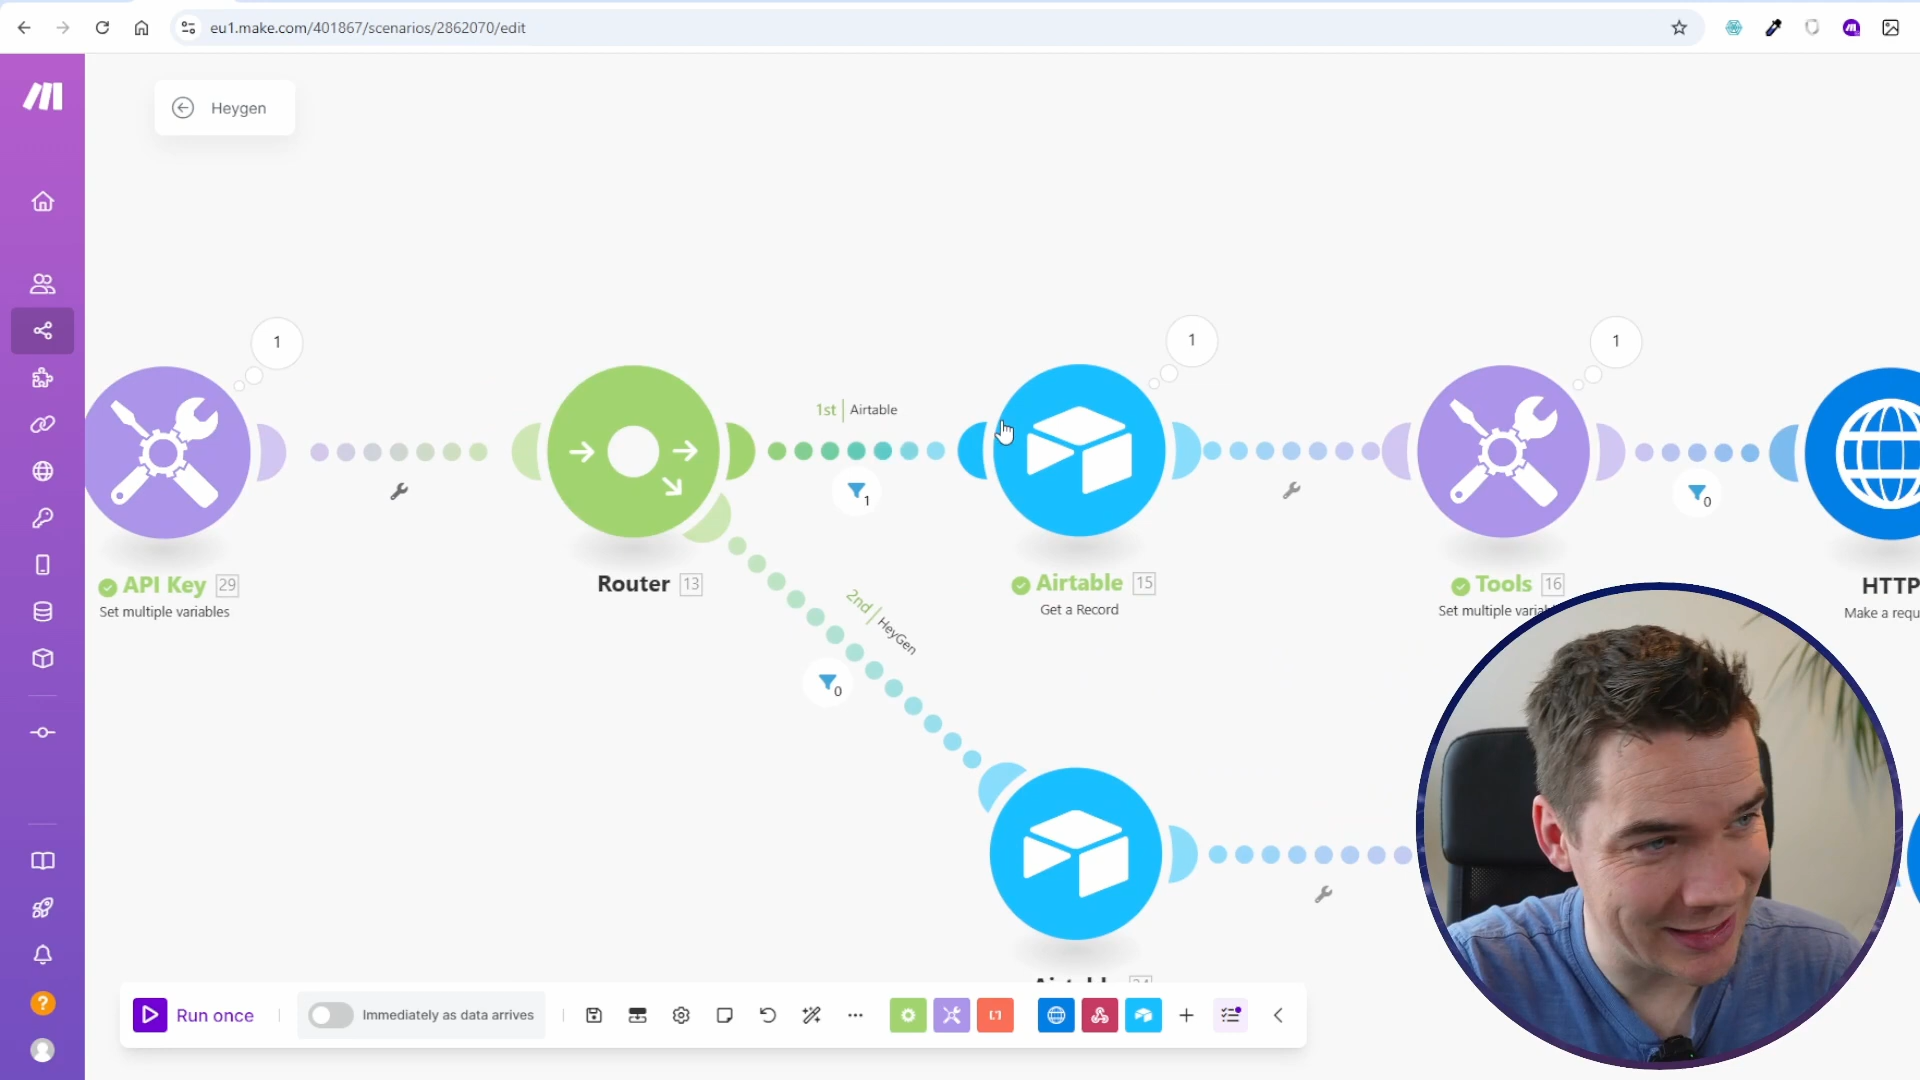 eu1.make.com/401867/scenarios/2862070/edit
Heygen
1
1
1
1st | Airtable
1
0
API Key 29
Set multiple variables
Router 13
Airtable 15
Get a Record
Tools 16
Set multiple varia
HTTP
Make a requ
2nd | HeyGen
0
Run once
Immediately as data arrives
?